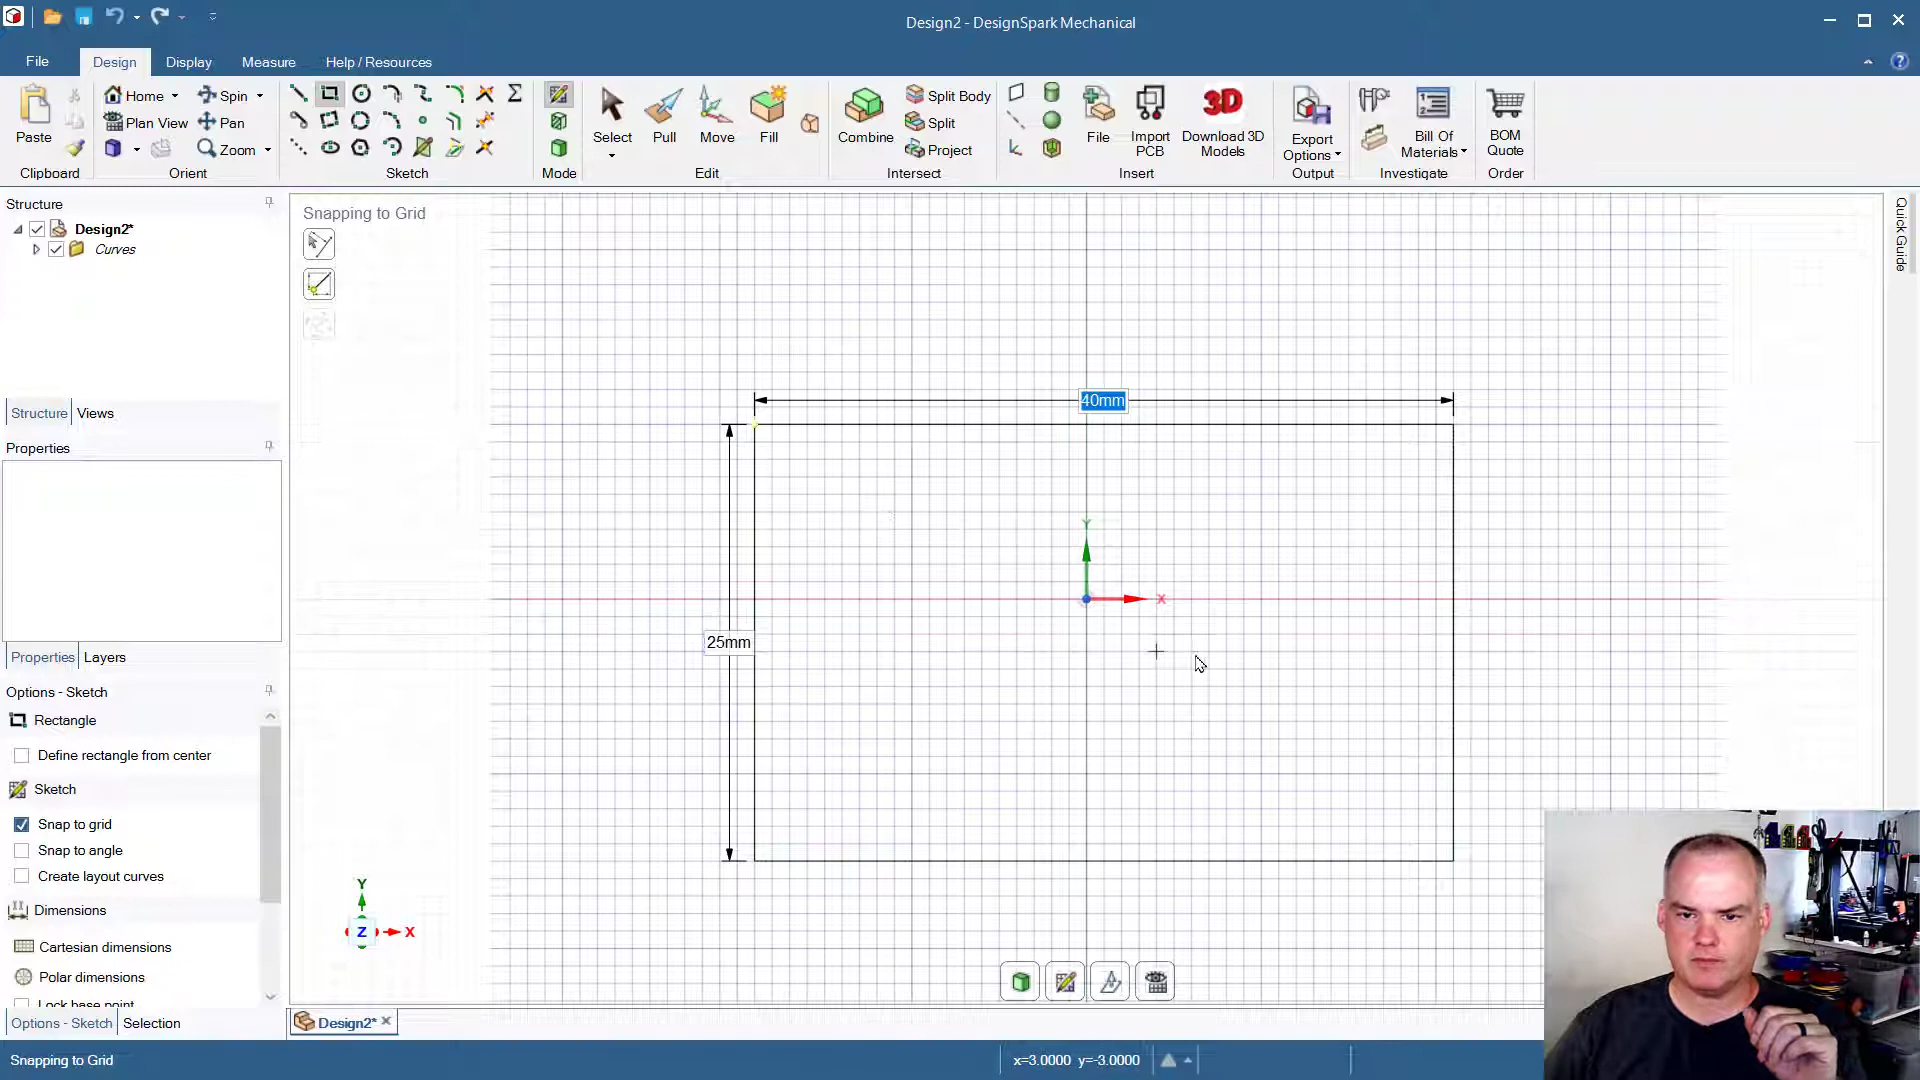 Design2 - DesignSpark Mechanical
File
Design
Display
Measure
Help / Resources
Paste
Clipboard
Home
Plan View
Spin
Pan
Zoom
Orient
Sketch
Mode
Select
Pull
Move
Fill
Edit
Combine
Split Body
Split
Project
Intersect
File
Import
PCB
3D
Download 3D
Models
Insert
Export
Options
Output
Bill Of
Materials
Investigate
BOM
Quote
Order
Quick Guide
Structure
Design2*
Curves
Structure
Views
Properties
Properties
Layers
Options - Sketch
Rectangle
Define rectangle from center
Sketch
Snap to grid
Snap to angle
Create layout curves
Dimensions
Cartesian dimensions
Polar dimensions
Lock base point
Options - Sketch
Selection
Snapping to Grid
40mm
25mm
Y
X
Y
Z
X
Design2*
Snapping to Grid
x=3.0000 y=-3.0000